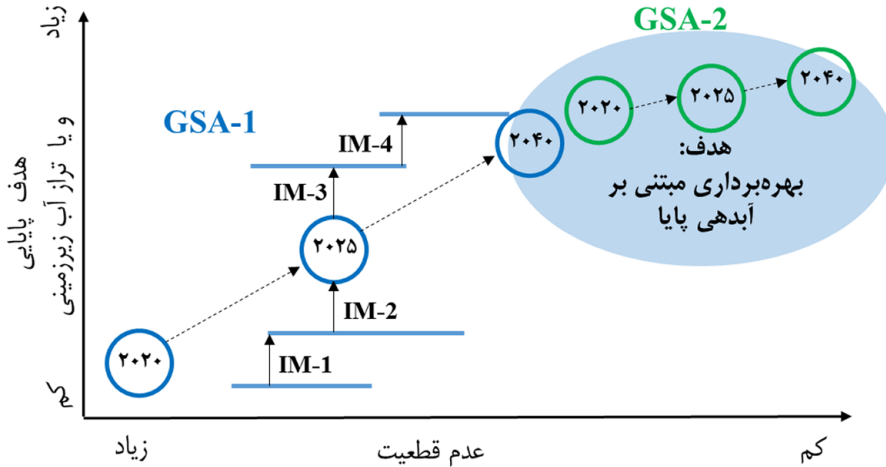 زیاد
GSA-2
GSA-1
۲۰۲۰
۲۰۲۵
۲۰۴۰
۲۰۴۰
هدف:
بهره‌برداری مبتنی بر
آبدهی پایا
IM-4
IM-3
۲۰۲۵
IM-2
IM-1
۲۰۲۰
هدف پایایی
و یا تراز آب زیرزمینی
کم
زیاد
عدم قطعیت
کم